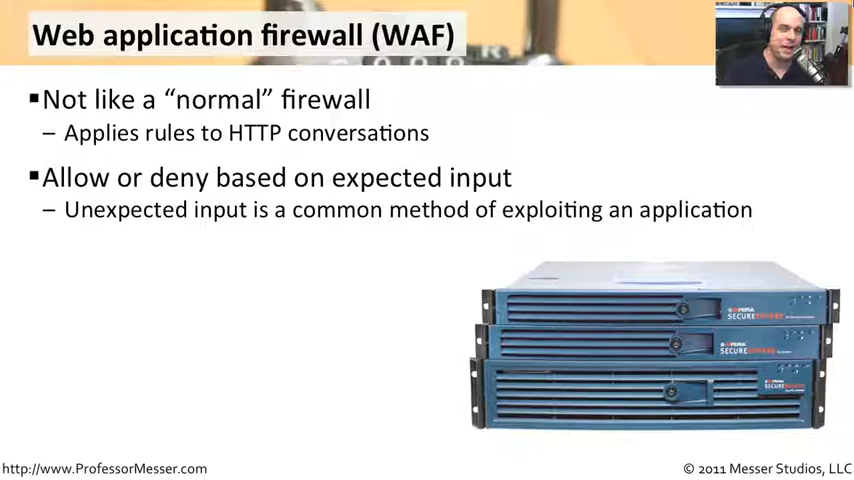 Web application firewall (WAF)
▪Not like a “normal” firewall
– Applies rules to HTTP conversations
▪Allow or deny based on expected input
– Unexpected input is a common method of exploiting an application
http://www.ProfessorMesser.com
© 2011 Messer Studios, LLC